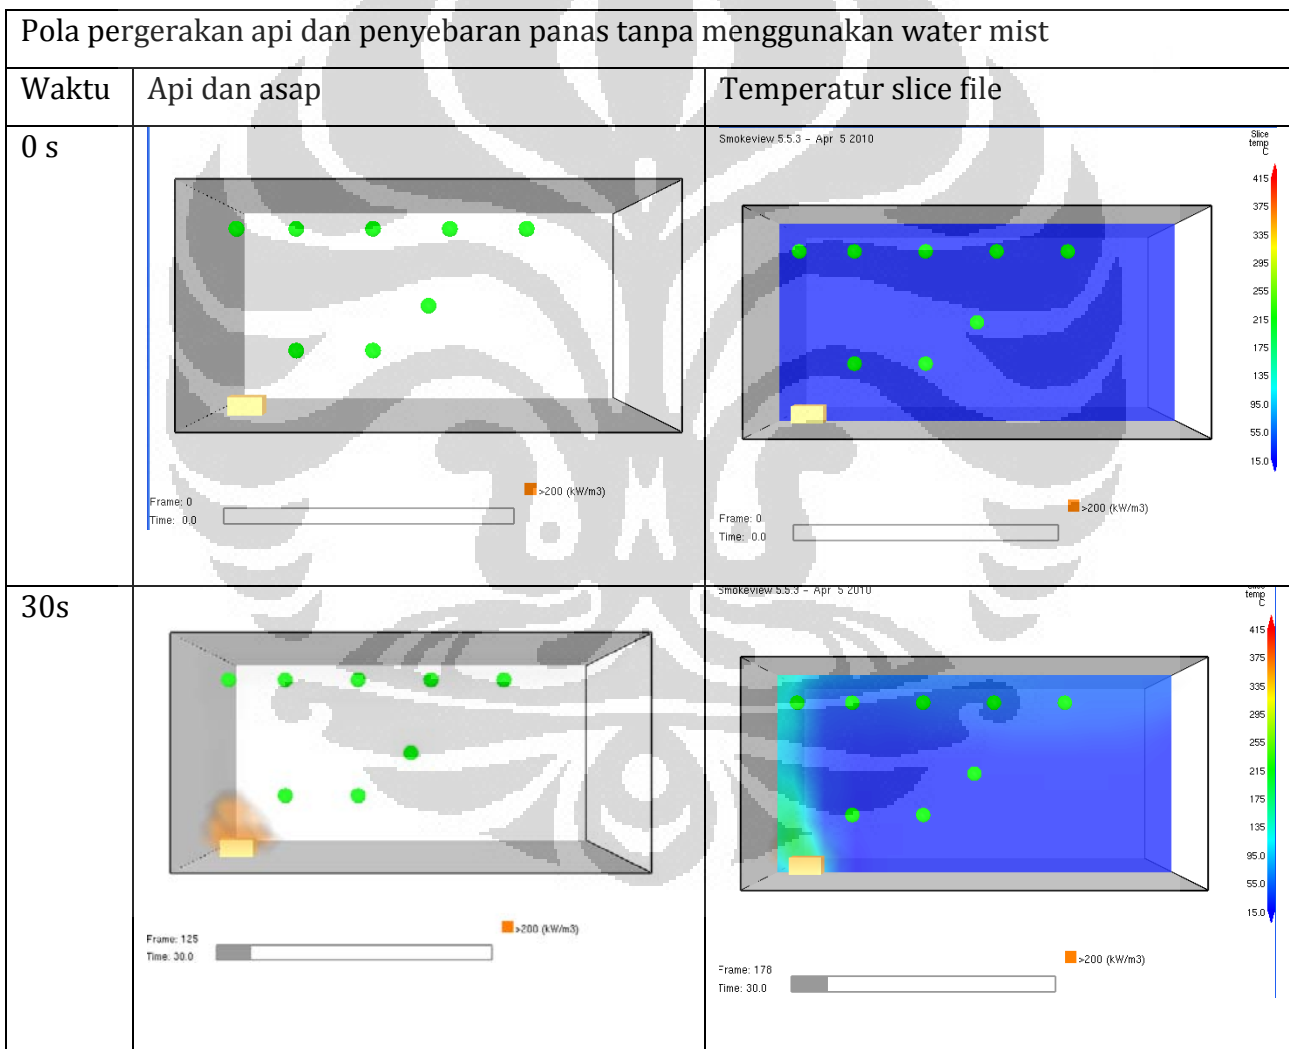 Pola pergerakan api dan penyebaran panas tanpa menggunakan water mist
Waktu
Api dan asap
Temperatur slice file
0 s
Frame: 0
Time: 0.0
>200 (kW/m3)
Smokeview 5.5.3 - Apr 5 2010
Slice
temp
C
415
375
335
295
255
215
175
135
95.0
55.0
15.0
Frame: 0
Time: 0.0
>200 (kW/m3)
30s
Frame: 125
Time: 30.0
>200 (kW/m3)
Smokeview 5.5.3 - Apr 5 2010
temp
C
415
375
335
295
255
215
175
135
95.0
55.0
15.0
Frame: 178
Time: 30.0
>200 (kW/m3)